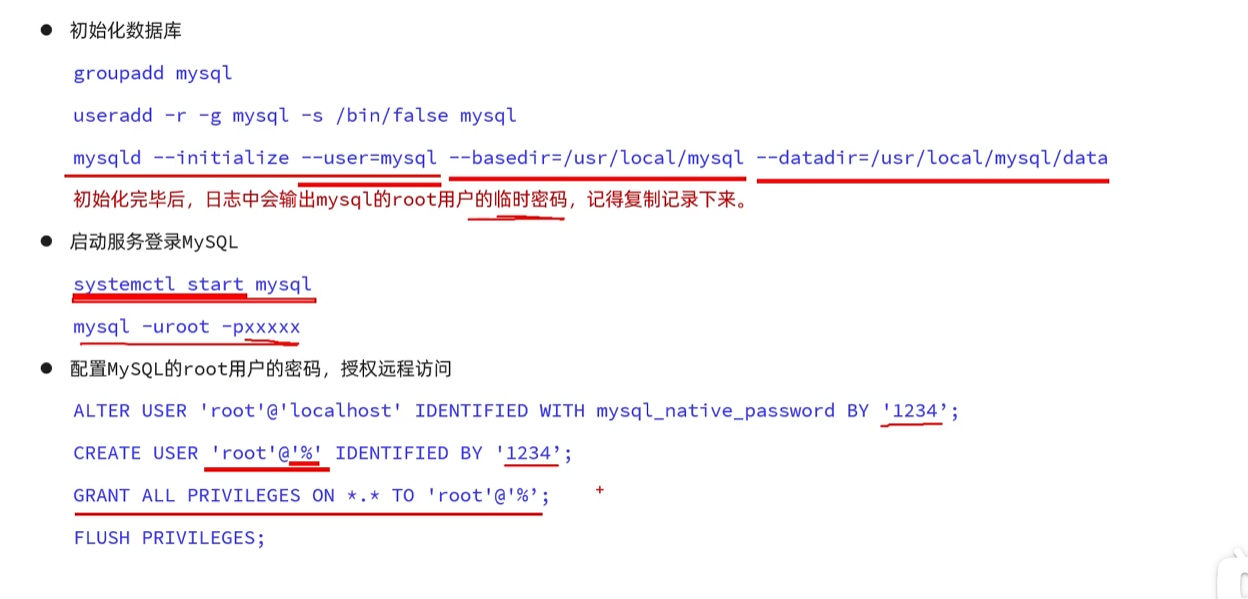 ● 初始化数据库
groupadd mysql
useradd -r -g mysql -s /bin/false mysql
mysqld --initialize --user=mysql --basedir=/usr/local/mysql --datadir=/usr/local/mysql/data
初始化完毕后，日志中会输出mysql的root用户的临时密码，记得复制记录下来。
● 启动服务登录MySQL
systemctl start mysql
mysql -uroot -pxxxxx
● 配置MySQL的root用户的密码，授权远程访问
ALTER USER 'root'@'localhost' IDENTIFIED WITH mysql_native_password BY '1234’;
CREATE USER 'root'@'%' IDENTIFIED BY '1234’;
GRANT ALL PRIVILEGES ON *.* TO 'root'@'%’;
FLUSH PRIVILEGES;